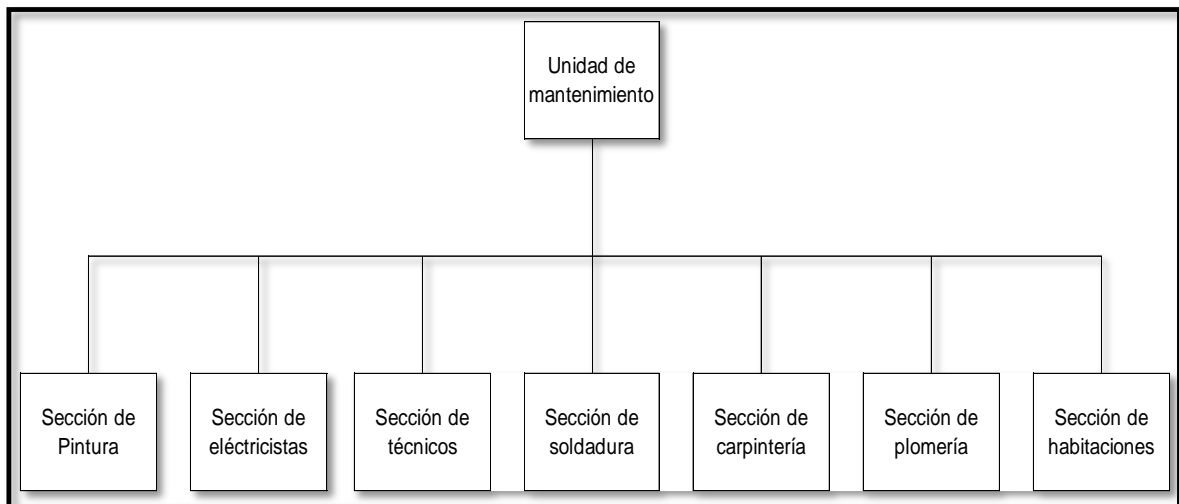 Unidad de
mantenimiento
Sección de
Pintura
Sección de
eléctricistas
Sección de
técnicos
Sección de
soldadura
Sección de
carpintería
Sección de
plomería
Sección de
habitaciones